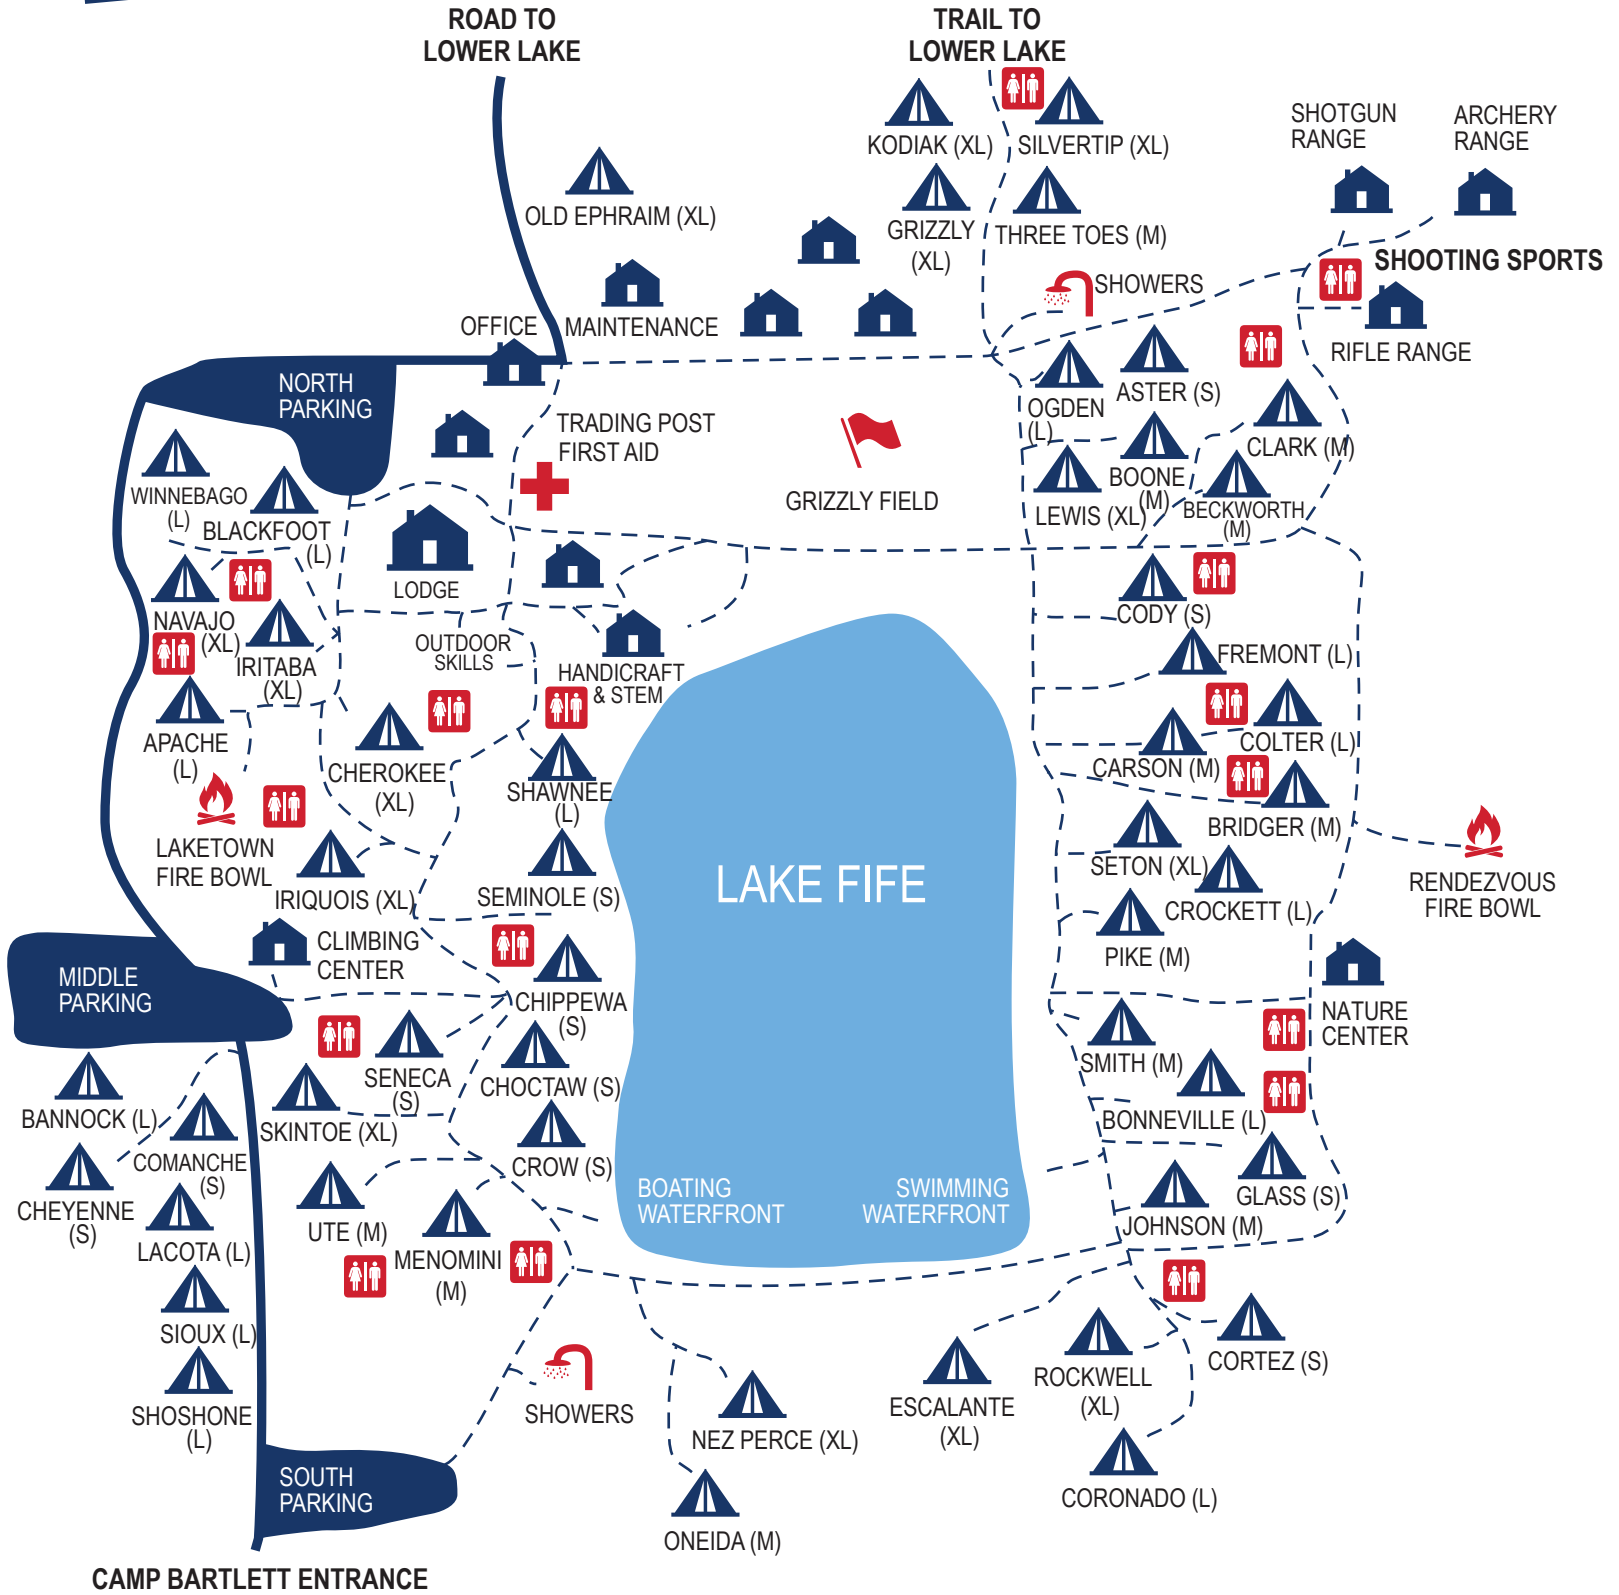 ROAD TO
LOWER LAKE
TRAIL TO
LOWER LAKE
KODIAK (XL)
SILVERTIP (XL)
SHOTGUN
RANGE
ARCHERY
RANGE
OLD EPHRAIM (XL)
GRIZZLY
(XL)
THREE TOES (M)
SHOOTING SPORTS
SHOWERS
OFFICE
MAINTENANCE
RIFLE RANGE
NORTH
PARKING
ASTER (S)
OGDEN
(L)
TRADING POST
FIRST AID
CLARK (M)
GRIZZLY FIELD
BOONE
(M)
LEWIS (XL)
BECKWORTH
(M)
WINNEBAGO
(L)
BLACKFOOT
(L)
LODGE
CODY (S)
NAVAJO
(XL)
IRITABA
(XL)
OUTDOOR
SKILLS
HANDICRAFT
& STEM
FREMONT (L)
APACHE
(L)
CHEROKEE
(XL)
SHAWNEE
(L)
COLTER (L)
CARSON (M)
BRIDGER (M)
LAKETOWN
FIRE BOWL
IRIQUOIS (XL)
SEMINOLE (S)
LAKE FIFE
SETON (XL)
CROCKETT (L)
RENDEZVOUS
FIRE BOWL
CLIMBING
CENTER
PIKE (M)
MIDDLE
PARKING
CHIPPEWA
(S)
NATURE
CENTER
SENECA
(S)
CHOCTAW (S)
SMITH (M)
BANNOCK (L)
SKINTOE (XL)
BONNEVILLE (L)
COMANCHE
(S)
CROW (S)
CHEYENNE
(S)
BOATING
WATERFRONT
SWIMMING
WATERFRONT
GLASS (S)
JOHNSON (M)
LACOTA (L)
UTE (M)
MENOMINI
(M)
SIOUX (L)
CORTEZ (S)
ROCKWELL
(XL)
SHOSHONE
(L)
SHOWERS
ESCALANTE
(XL)
NEZ PERCE (XL)
SOUTH
PARKING
CORONADO (L)
ONEIDA (M)
CAMP BARTLETT ENTRANCE